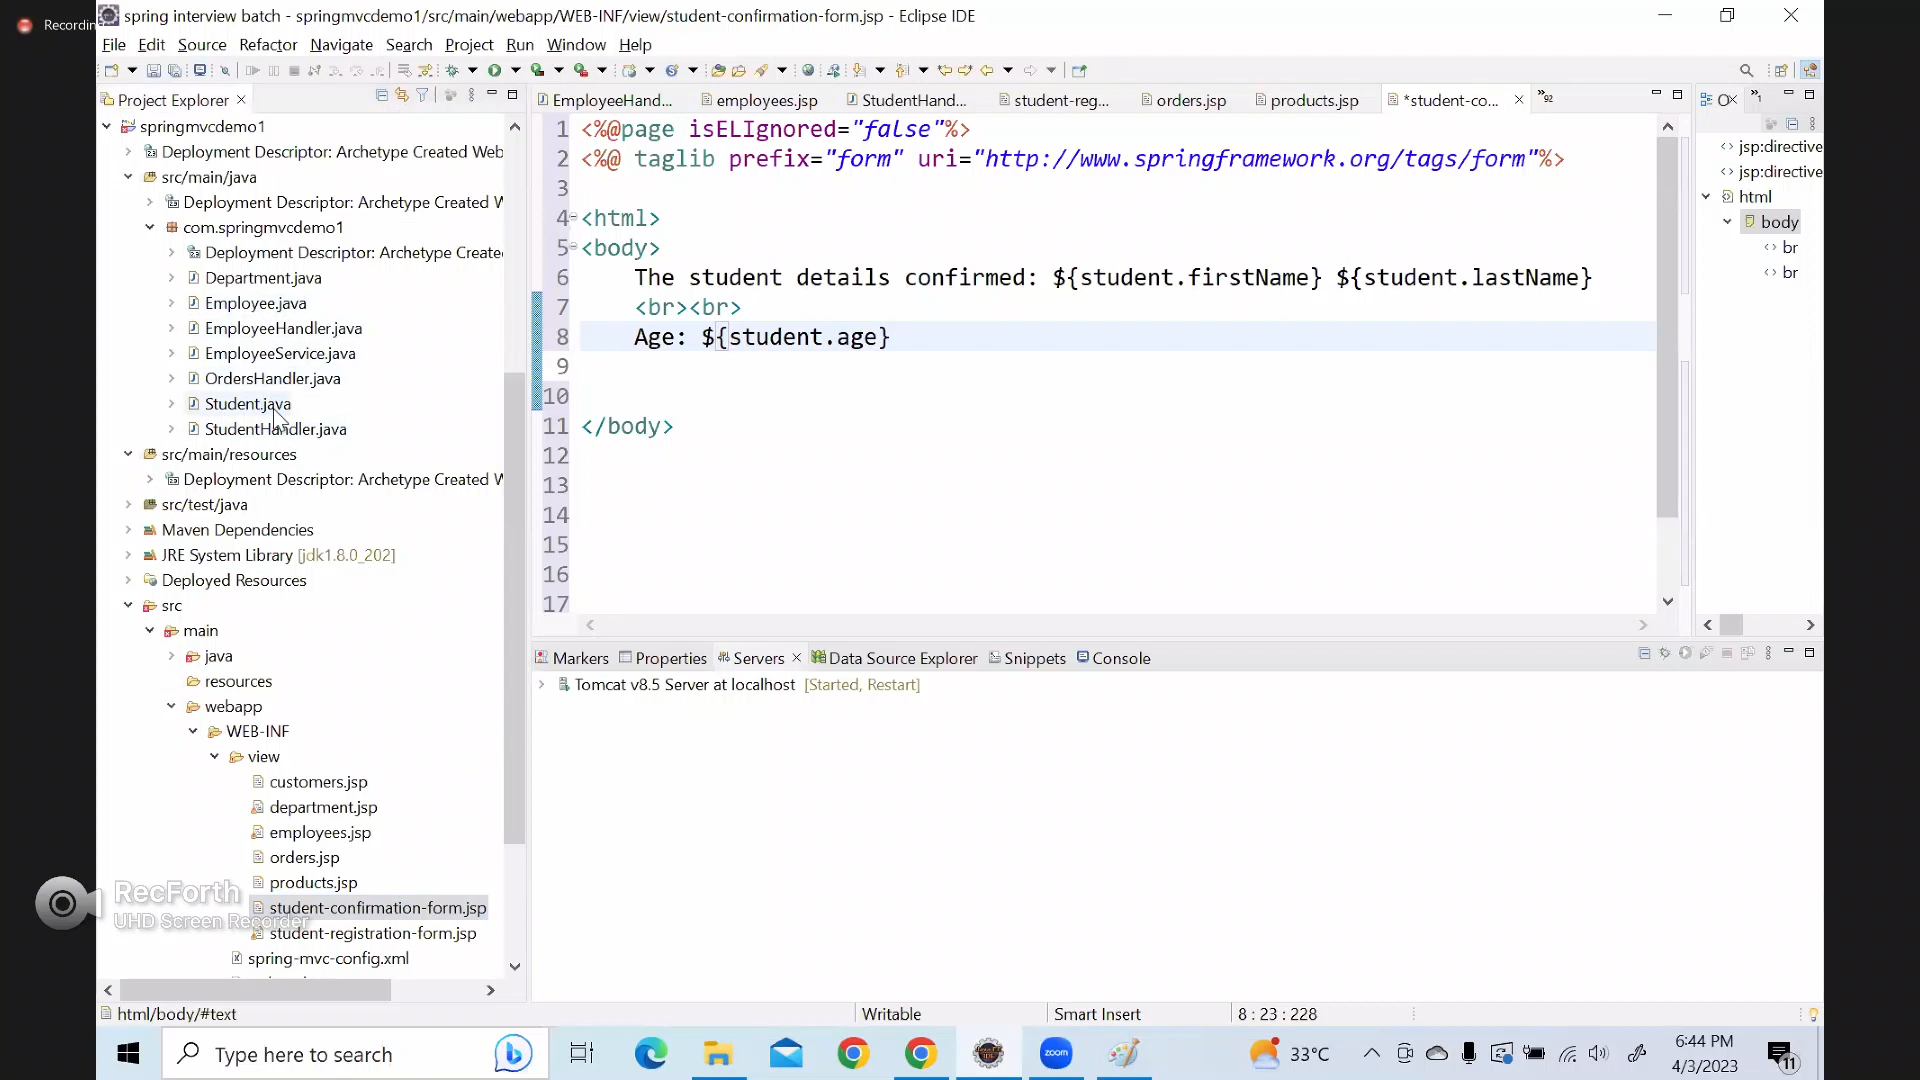 Recordin
spring interview batch - springmvcdemo1/src/main/webapp/WEB-INF/view/student-confirmation-form.jsp - Eclipse IDE
File Edit Source Refactor Navigate Search Project Run Window Help
Project Explorer
springmvcdemo1
Deployment Descriptor: Archetype Created Web
src/main/java
Deployment Descriptor: Archetype Created W
com.springmvcdemo1
Deployment Descriptor: Archetype Create
Department.java
Employee.java
EmployeeHandler.java
EmployeeService.java
OrdersHandler.java
Student.java
StudentHandler.java
src/main/resources
Deployment Descriptor: Archetype Created W
src/test/java
Maven Dependencies
JRE System Library [jdk1.8.0_202]
Deployed Resources
src
main
java
resources
webapp
WEB-INF
view
customers.jsp
department.jsp
employees.jsp
orders.jsp
products.jsp
student-confirmation-form.jsp
student-registration-form.jsp
spring-mvc-config.xml
RecForth
UHD Screen Recorder
EmployeeHand... employees.jsp StudentHand... student-reg... orders.jsp products.jsp *student-co... »92
1 <%@page isELIgnored="false"%>
2 <%@ taglib prefix="form" uri="http://www.springframework.org/tags/form"%>
3
4 <html>
5 <body>
6 The student details confirmed: ${student.firstName} ${student.lastName}
7 <br><br>
8 Age: ${student.age}
9
10
11 </body>
12
13
14
15
16
17
»1
jsp:directive
jsp:directive
html
body
br
br
Markers Properties Servers Data Source Explorer Snippets Console
Tomcat v8.5 Server at localhost [Started, Restart]
html/body/#text Writable Smart Insert 8 : 23 : 228
Type here to search
zoom
33°C
6:44 PM
4/3/2023
11